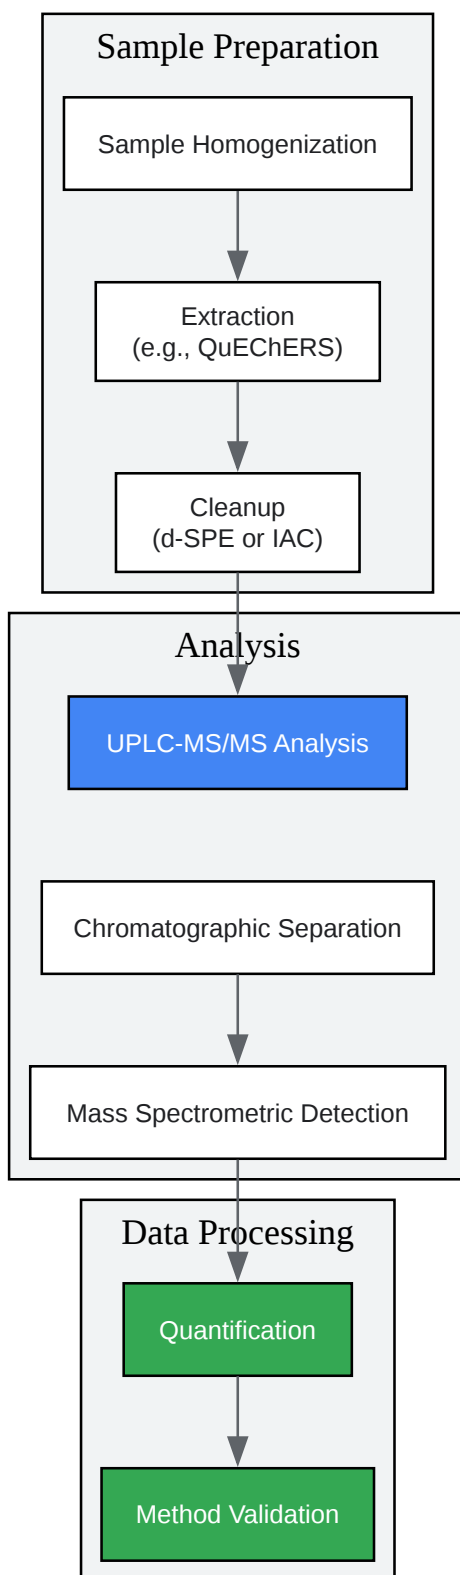 Sample Preparation
Sample Homogenization
Extraction
(e.g., QuEChERS)
Cleanup
(d-SPE or IAC)
Analysis
UPLC-MS/MS Analysis
Chromatographic Separation
Mass Spectrometric Detection
Data Processing
Quantification
Method Validation